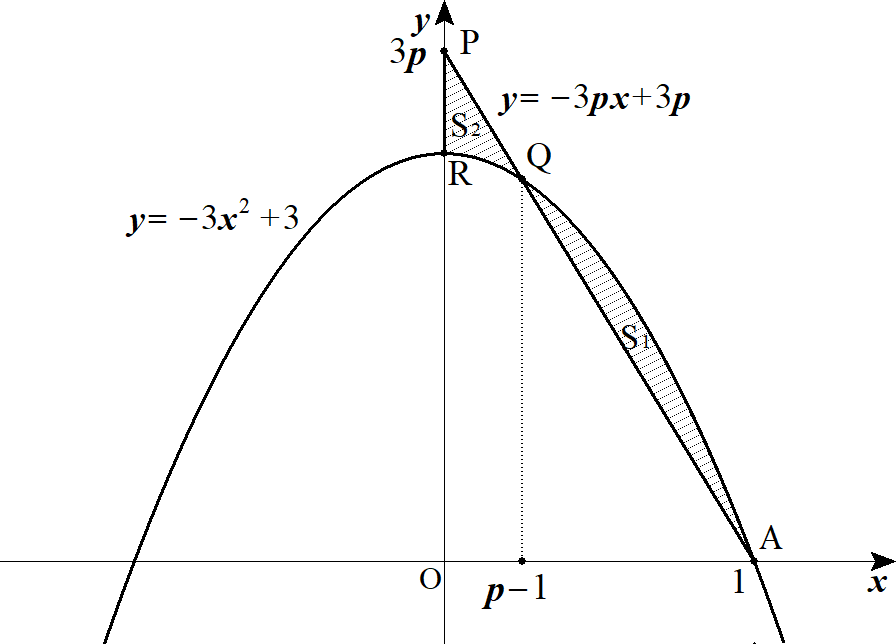 y
3p
P
y= −3px+3p
S₂
R
Q
y= −3x² +3
S₁
A
O
p−1
1
x